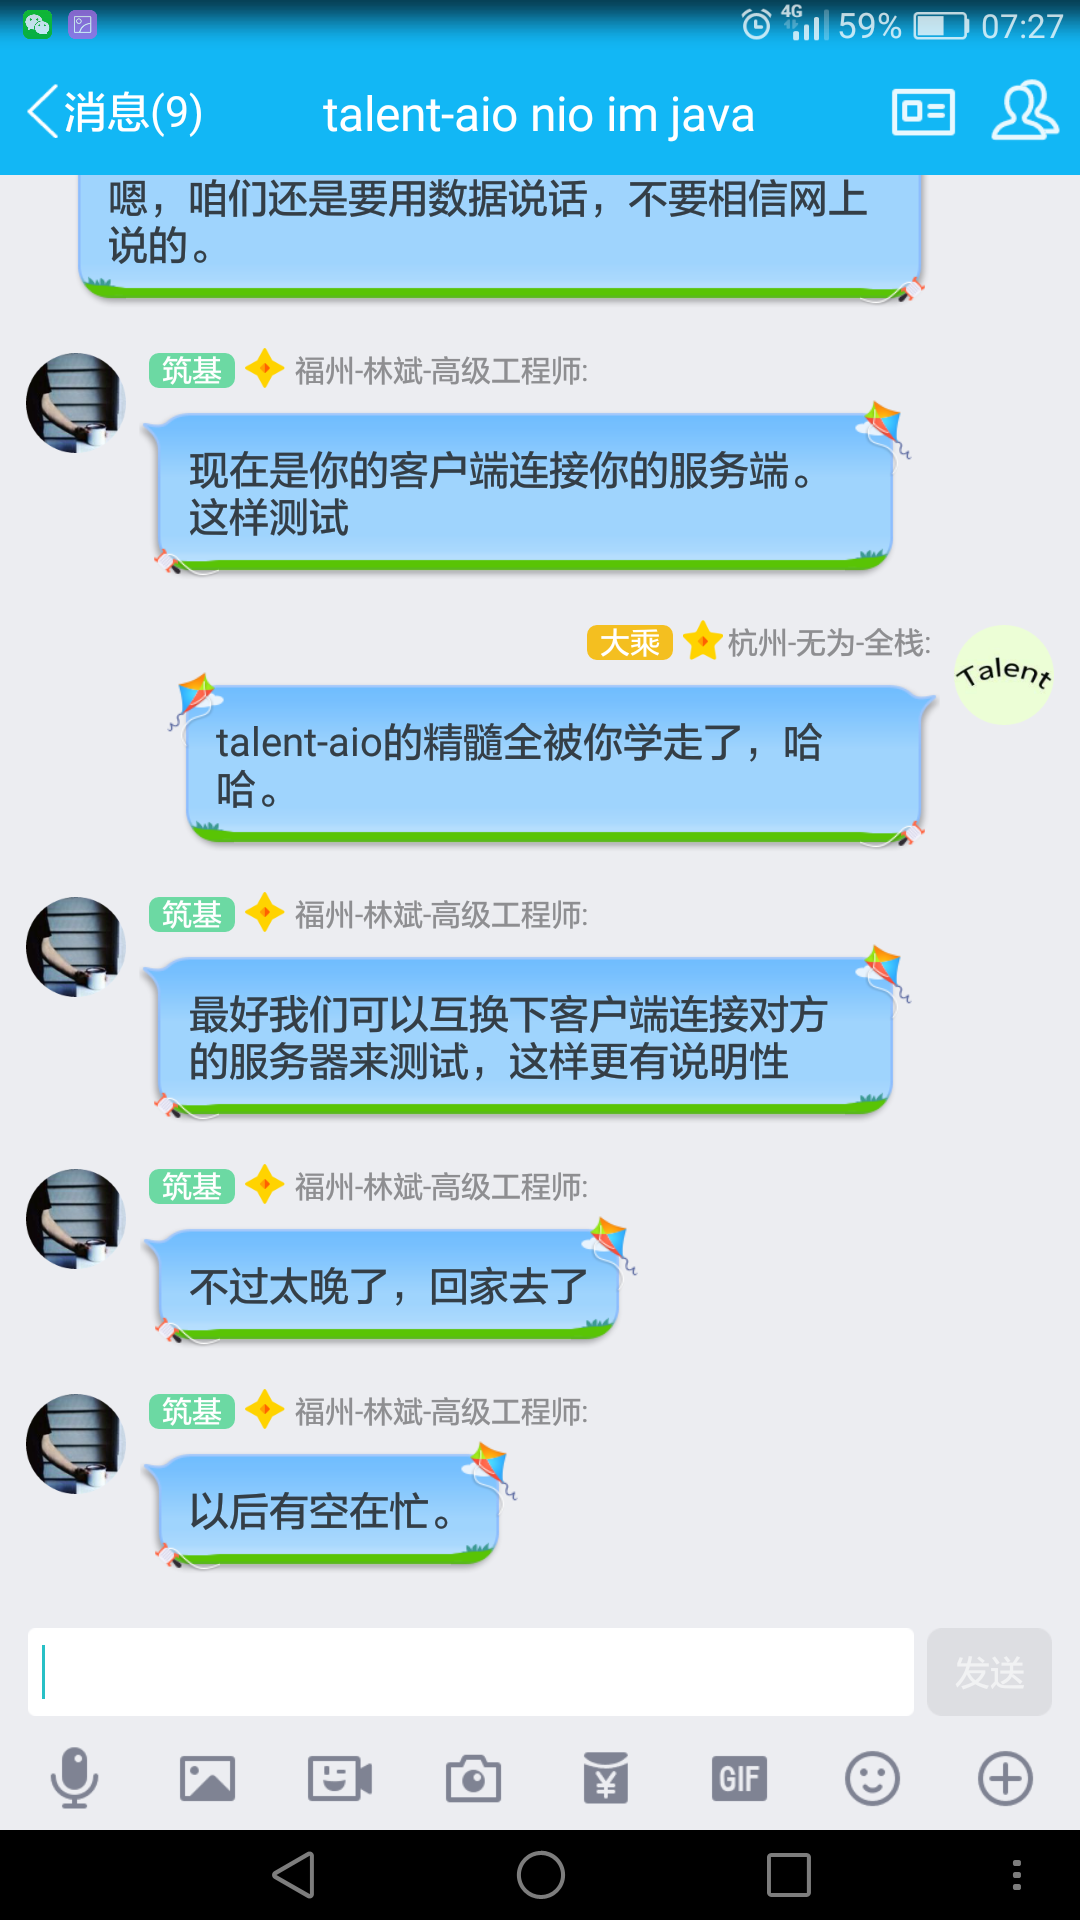 4G 59% 07:27
消息(9) talent-aio nio im java
嗯，咱们还是要用数据说话，不要相信网上
说的。
筑基 福州-林斌-高级工程师:
现在是你的客户端连接你的服务端。
这样测试
大乘 杭州-无为-全栈:
Talent
talent-aio的精髓全被你学走了，哈
哈。
筑基 福州-林斌-高级工程师:
最好我们可以互换下客户端连接对方
的服务器来测试，这样更有说明性
筑基 福州-林斌-高级工程师:
不过太晚了，回家去了
筑基 福州-林斌-高级工程师:
以后有空在忙。
发送
¥ GIF